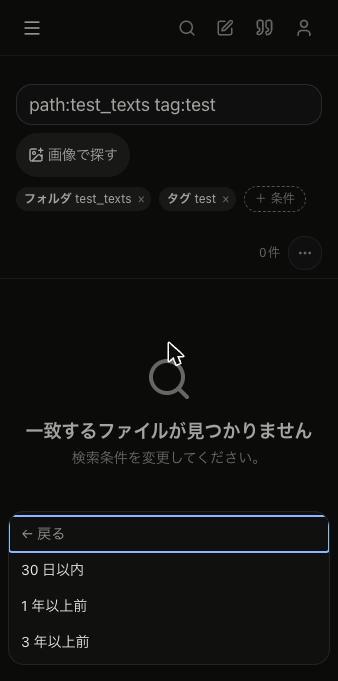 path:test_texts tag:test
画像で探す
フォルダ test_texts ×
タグ test ×
＋ 条件
0件
一致するファイルが見つかりません
検索条件を変更してください。
← 戻る
30 日以内
1 年以上前
3 年以上前